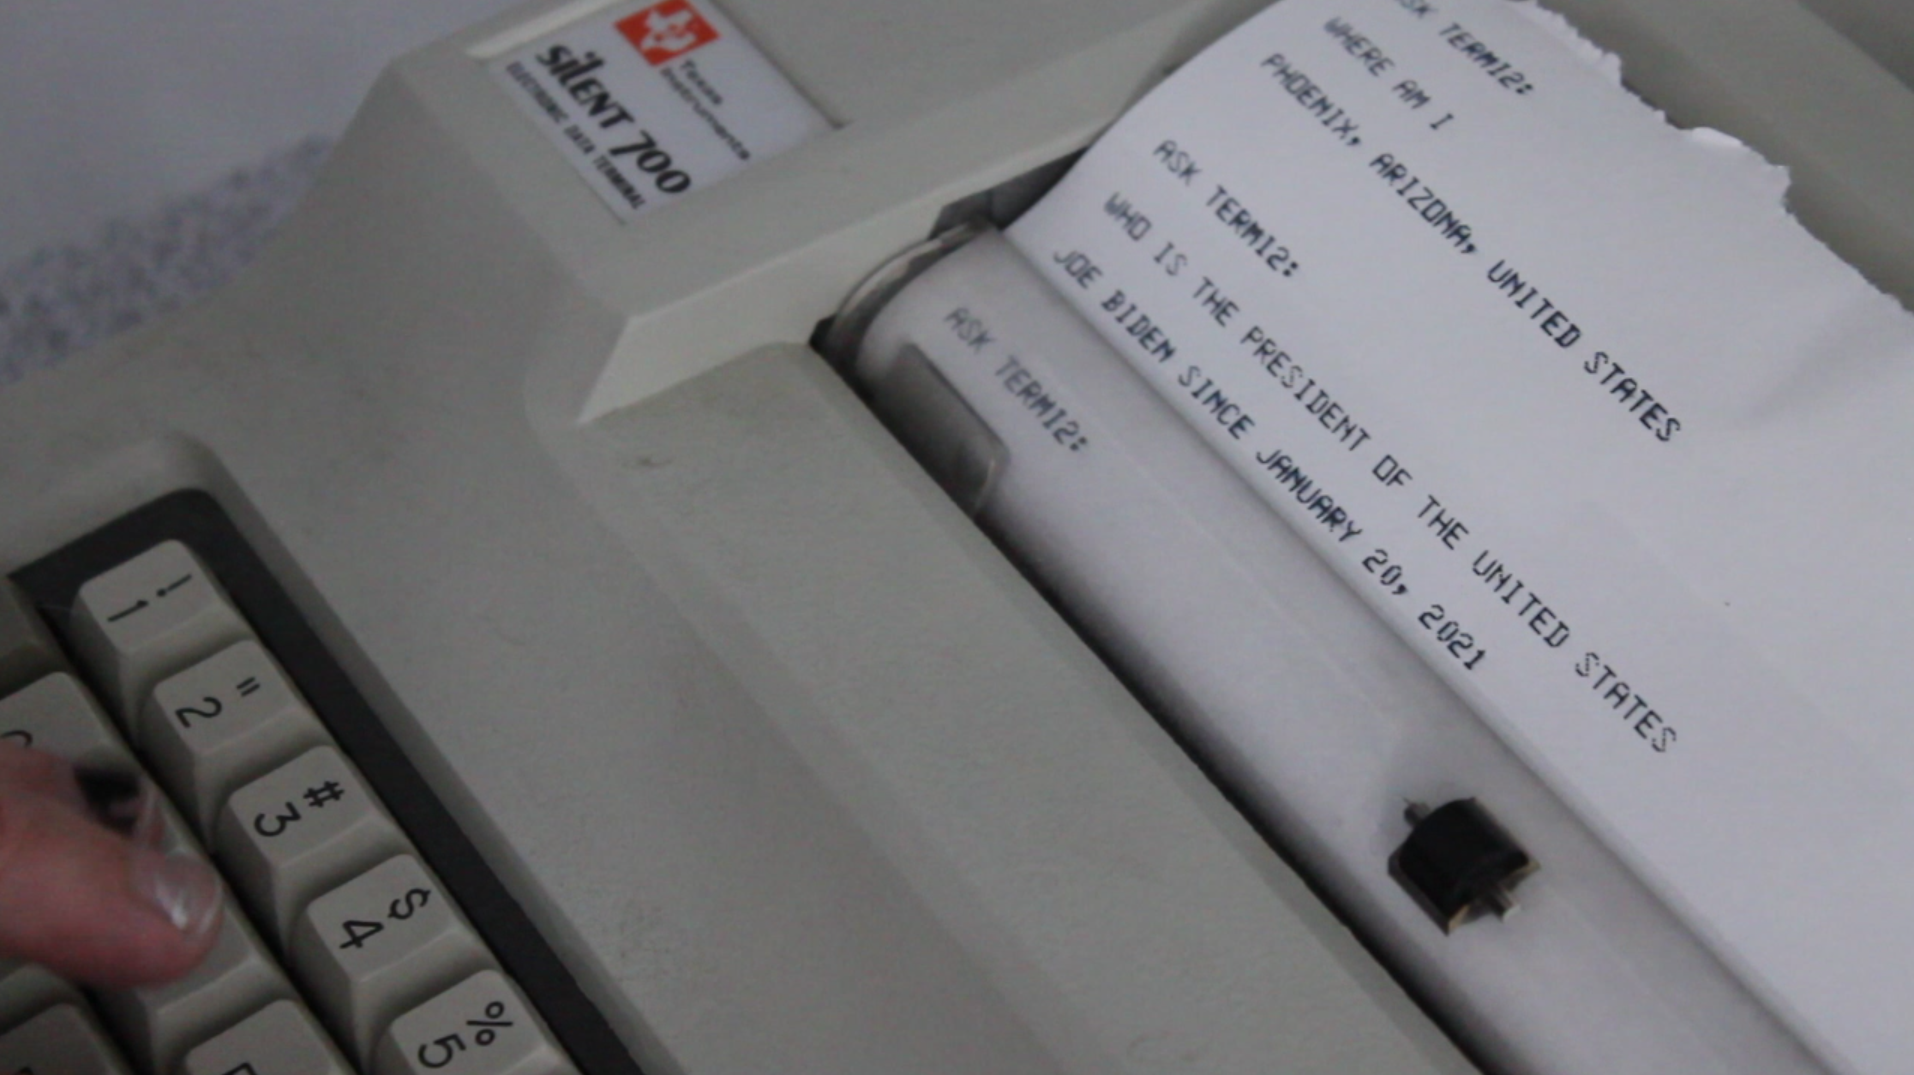 Texas
Instruments
SILENT 700
ELECTRONIC DATA TERMINAL
ASK TERM12:
WHERE AM I
PHOENIX, ARIZONA, UNITED STATES
ASK TERM12:
WHO IS THE PRESIDENT OF THE UNITED STATES
JOE BIDEN SINCE JANUARY 20, 2021
ASK TERM12:
! 1
" 2
# 3
$ 4
% 5